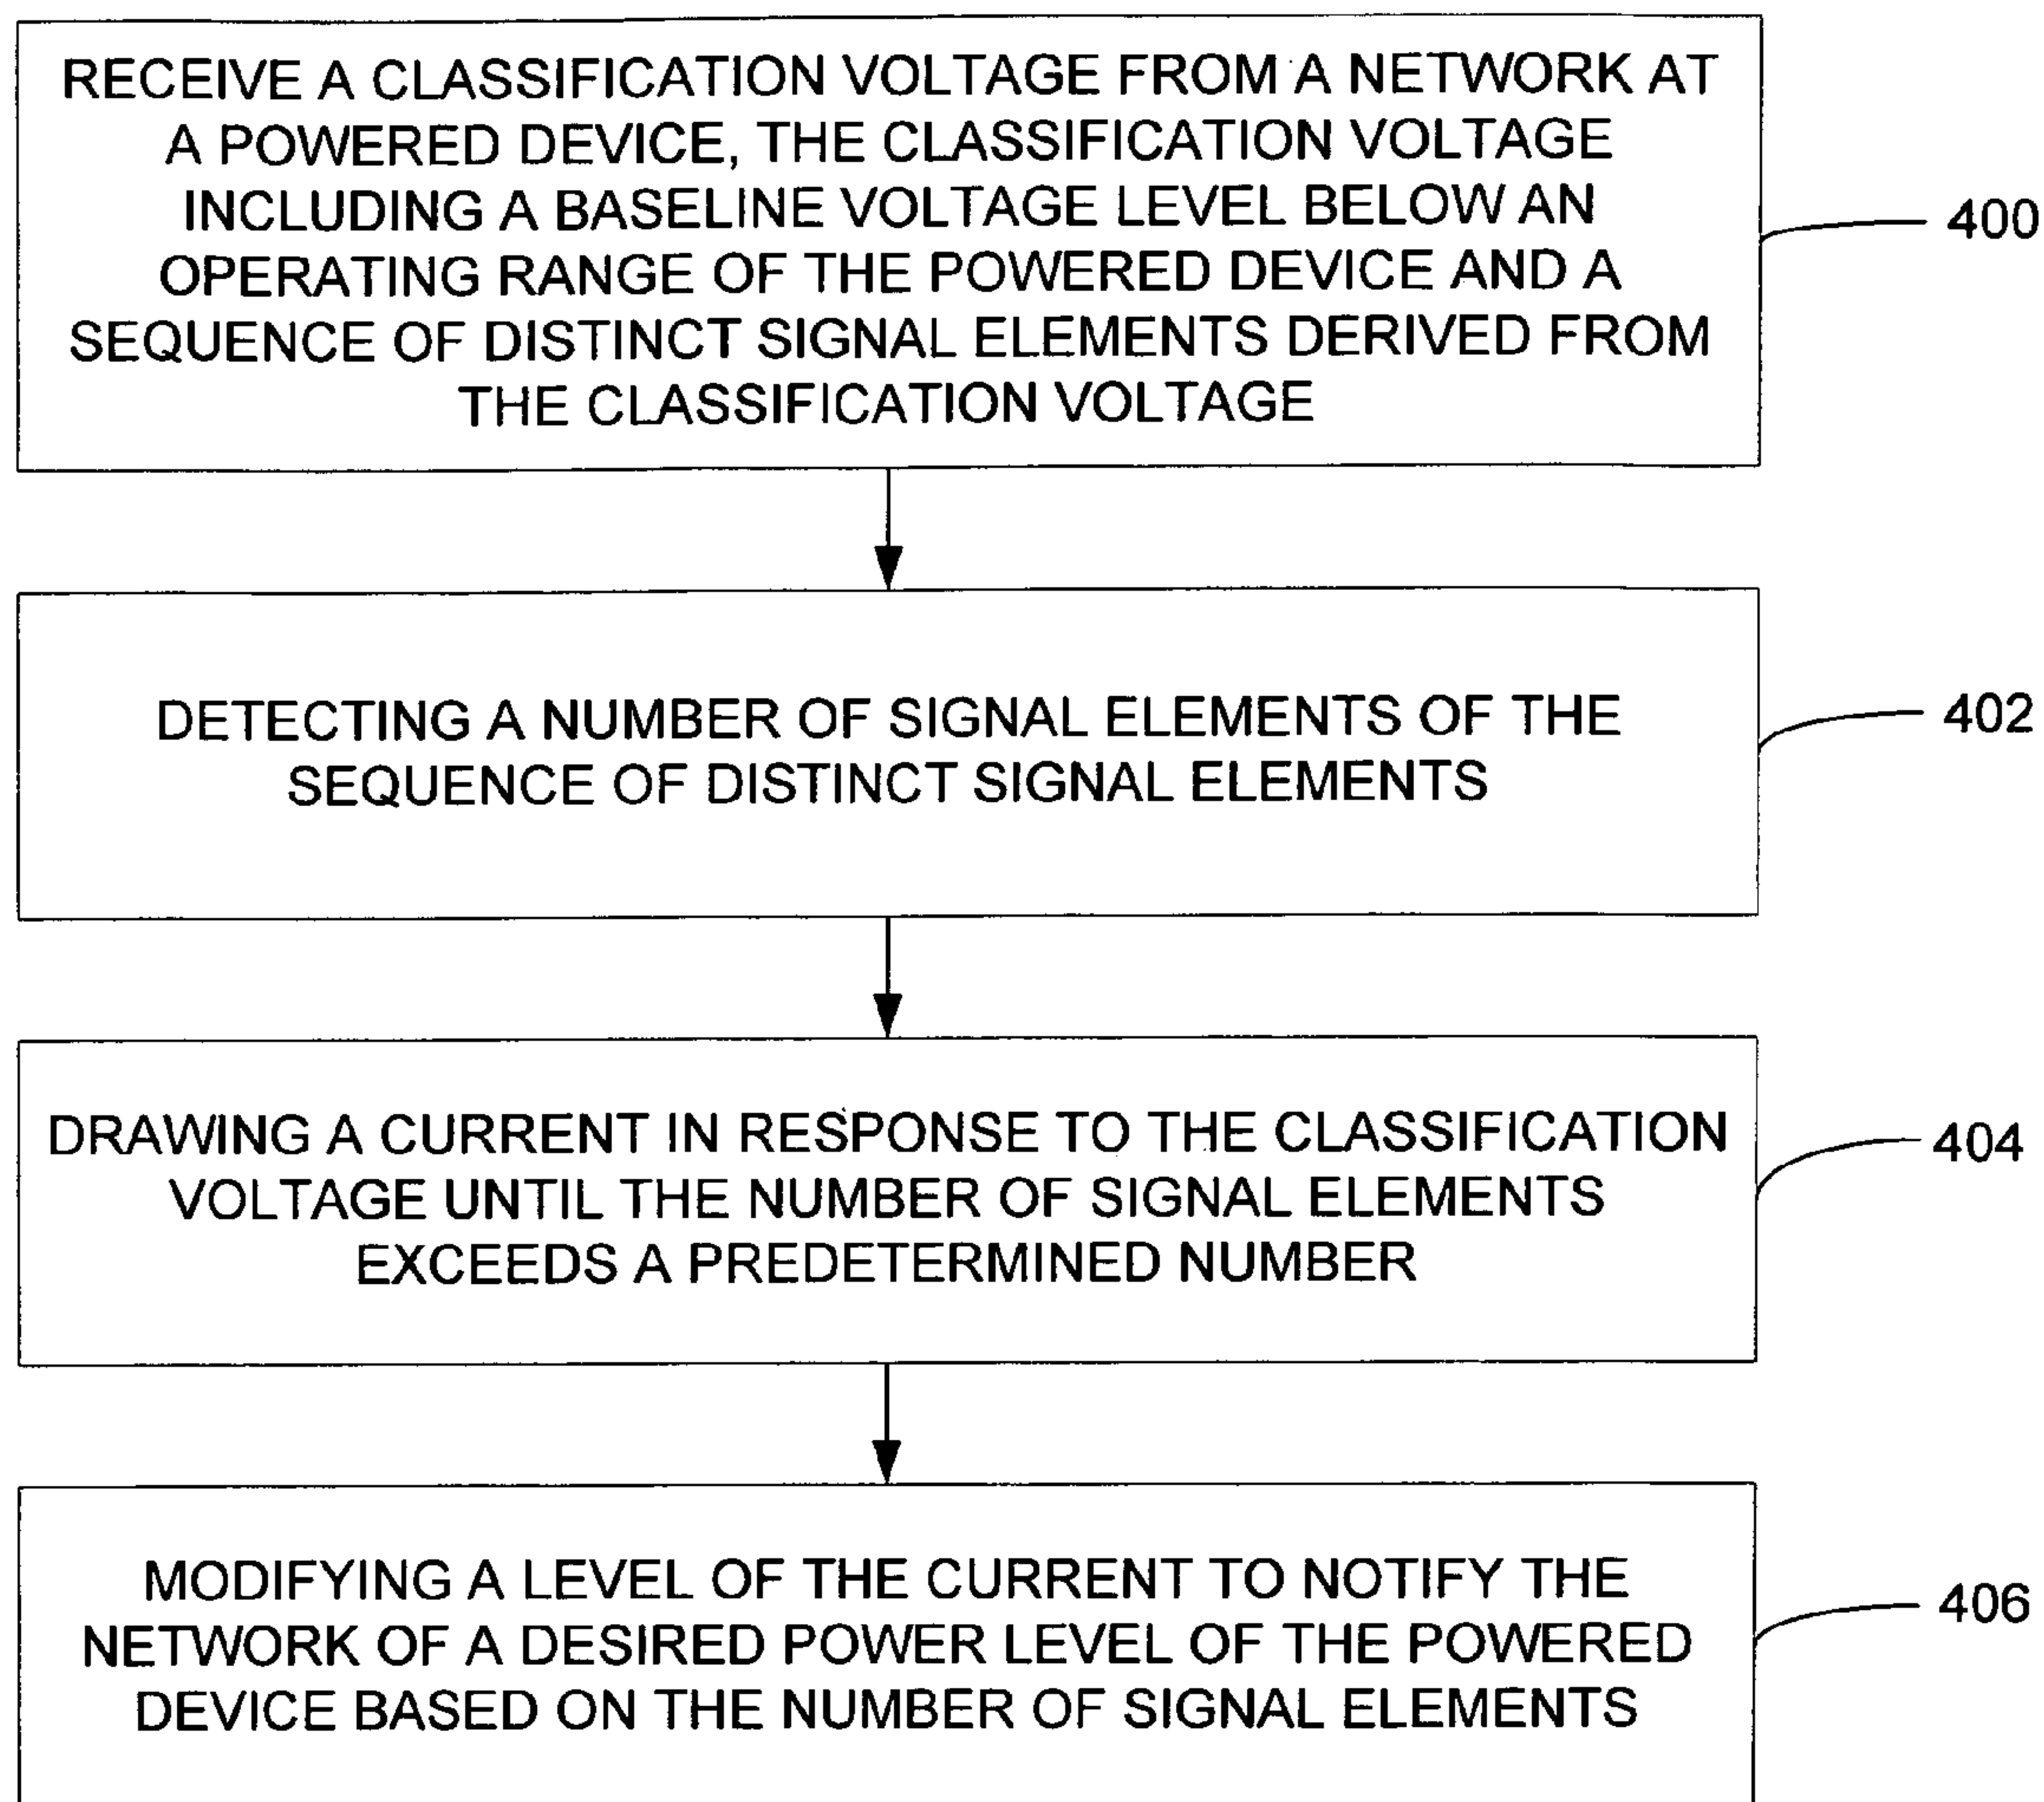 RECEIVE A CLASSIFICATION VOLTAGE FROM A NETWORK AT
A POWERED DEVICE, THE CLASSIFICATION VOLTAGE
INCLUDING A BASELINE VOLTAGE LEVEL BELOW AN
OPERATING RANGE OF THE POWERED DEVICE AND A
SEQUENCE OF DISTINCT SIGNAL ELEMENTS DERIVED FROM
THE CLASSIFICATION VOLTAGE
400
DETECTING A NUMBER OF SIGNAL ELEMENTS OF THE
SEQUENCE OF DISTINCT SIGNAL ELEMENTS
402
DRAWING A CURRENT IN RESPONSE TO THE CLASSIFICATION
VOLTAGE UNTIL THE NUMBER OF SIGNAL ELEMENTS
EXCEEDS A PREDETERMINED NUMBER
404
MODIFYING A LEVEL OF THE CURRENT TO NOTIFY THE
NETWORK OF A DESIRED POWER LEVEL OF THE POWERED
DEVICE BASED ON THE NUMBER OF SIGNAL ELEMENTS
406